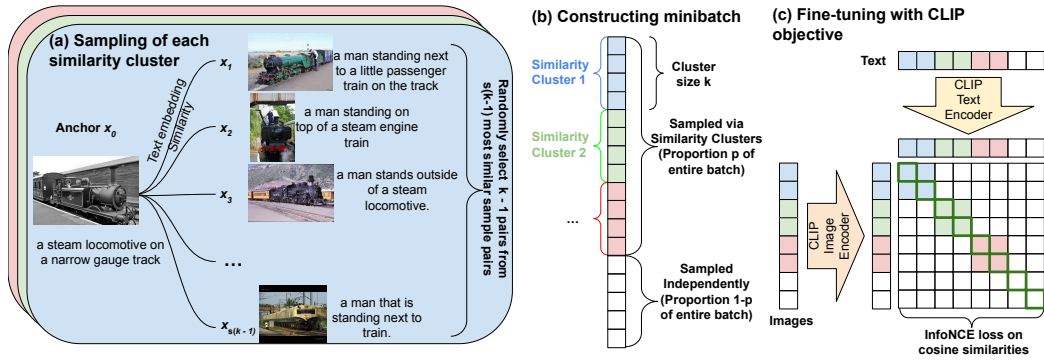 (a) Sampling of each
similarity cluster
Anchor x0
a steam locomotive on
a narrow gauge track
Text embedding
Similarity
x1
a man standing next
to a little passenger
train on the track
x2
a man standing on
top of a steam engine
train
x3
a man stands outside
of a steam
locomotive.
...
xs(k - 1)
a man that is
standing next to
train.
Randomly select k - 1 pairs from
s(k-1) most similar sample pairs
(b) Constructing minibatch
Similarity
Cluster 1
Similarity
Cluster 2
...
Cluster
size k
Sampled via
Similarity Clusters
(Proportion p of
entire batch)
Sampled
Independently
(Proportion 1-p
of entire batch)
(c) Fine-tuning with CLIP
objective
Text
CLIP
Text
Encoder
CLIP
Image
Encoder
Images
InfoNCE loss on
cosine similarities